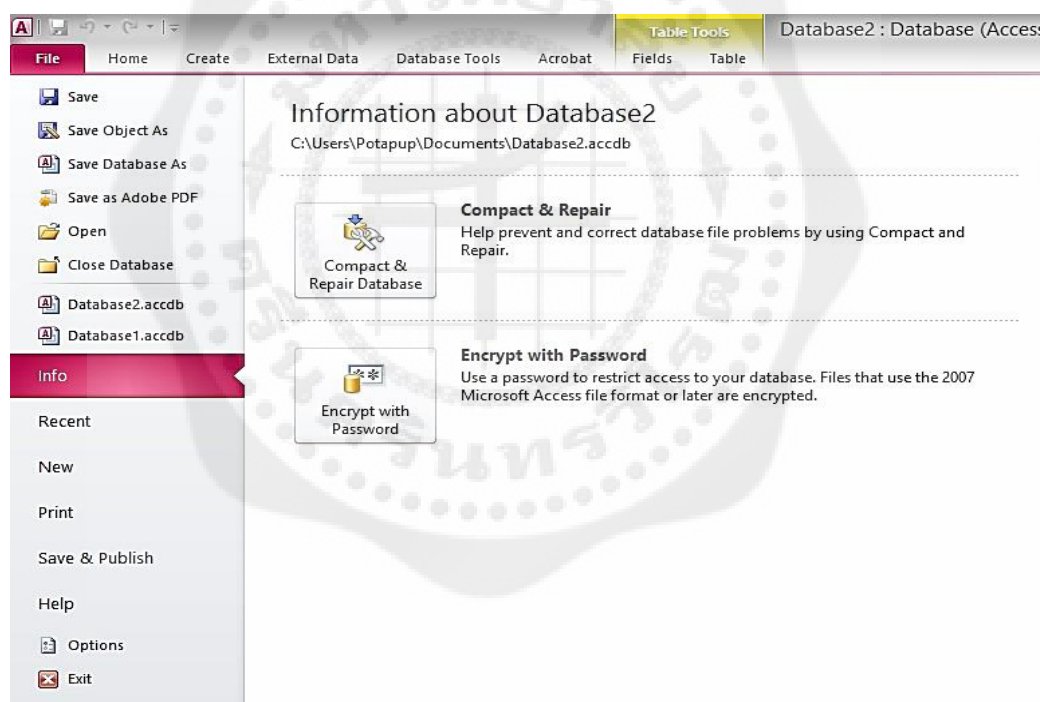 A
Table Tools
Database2 : Database (Access
File Home Create External Data Database Tools Acrobat Fields Table
Save
Save Object As
Save Database As
Save as Adobe PDF
Open
Close Database
Database2.accdb
Database1.accdb
Info
Recent
New
Print
Save & Publish
Help
Options
Exit
Information about Database2
C:\Users\Potapup\Documents\Database2.accdb
Compact &
Repair Database
Compact & Repair
Help prevent and correct database file problems by using Compact and
Repair.
Encrypt with
Password
Encrypt with Password
Use a password to restrict access to your database. Files that use the 2007
Microsoft Access file format or later are encrypted.